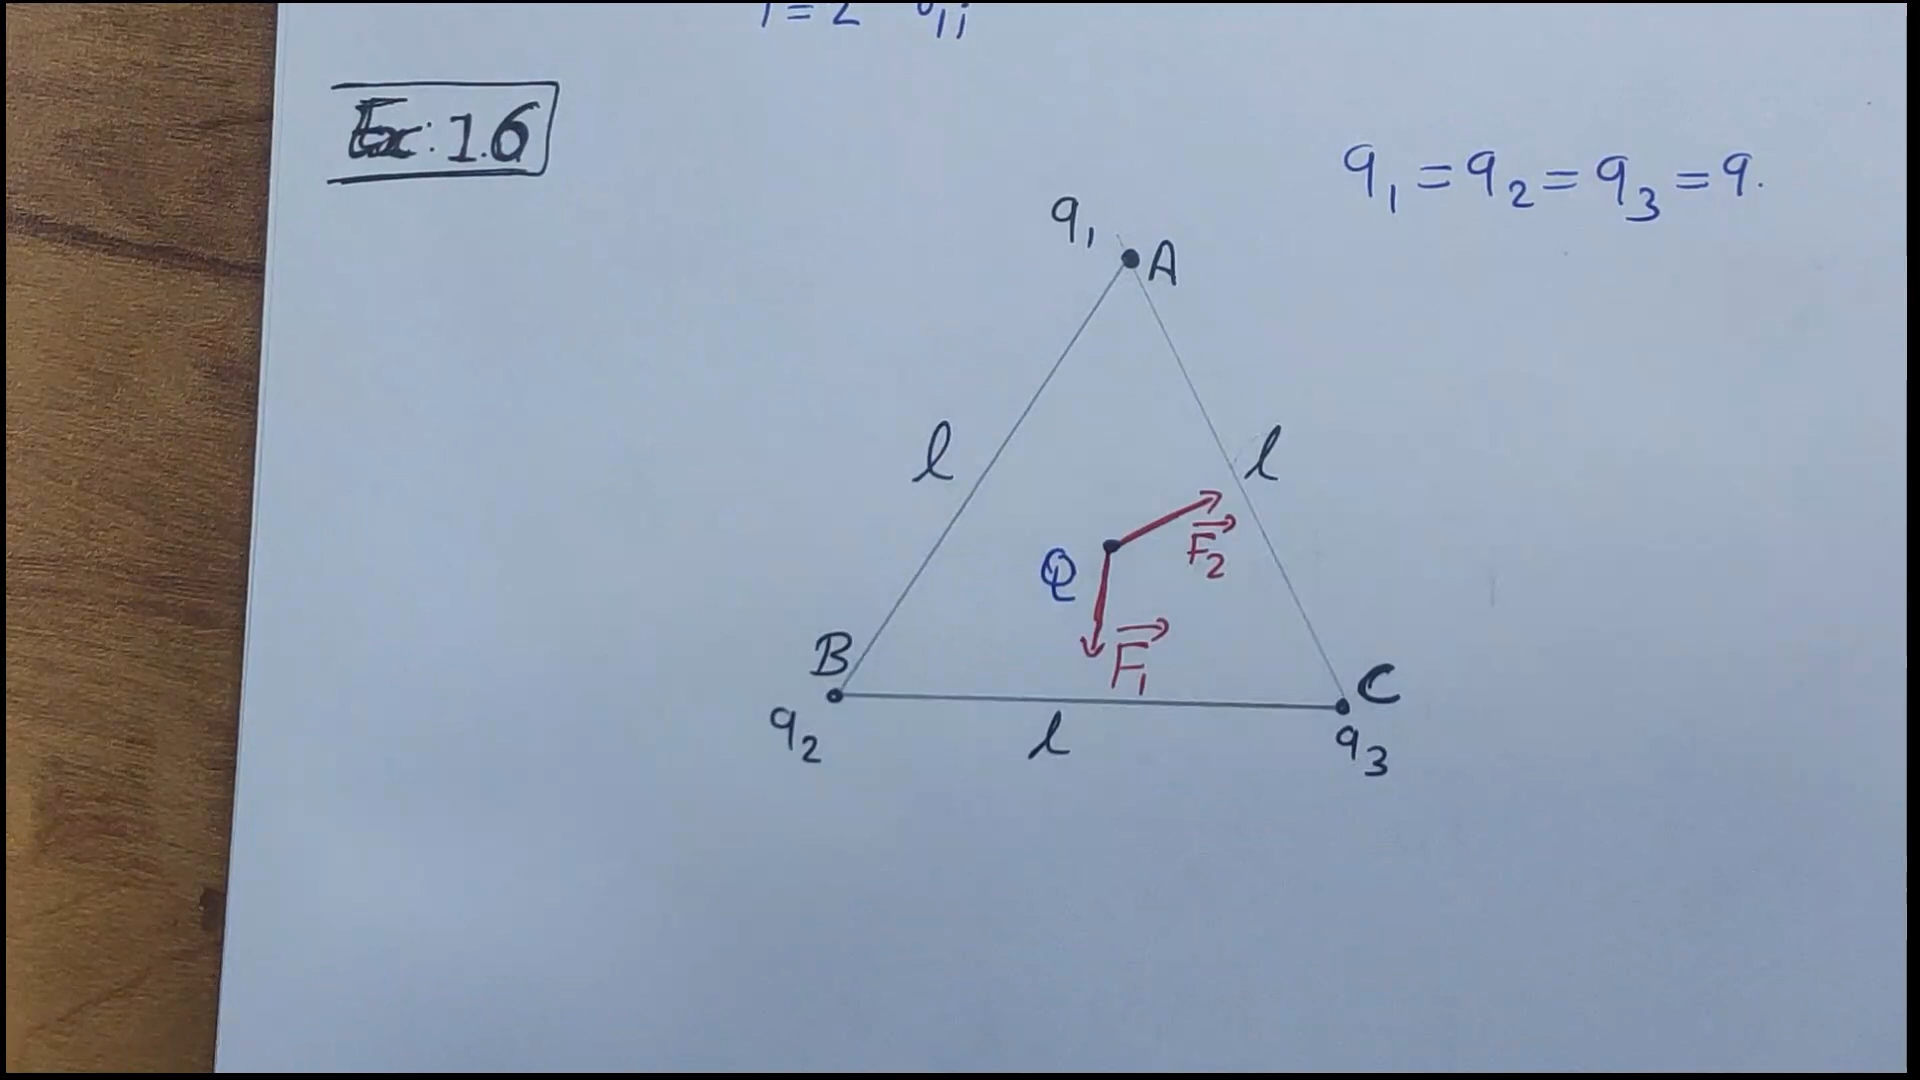 Ex: 1.6
q₁ = q₂ = q₃ = q.
q₁
A
l
l
F₂
Q
F₁
B
C
q₂
l
q₃